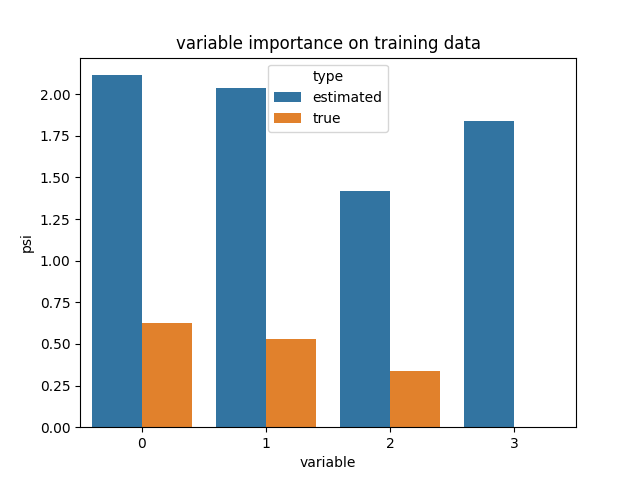 variable importance on training data
type
estimated
true
psi
2.00
1.75
1.50
1.25
1.00
0.75
0.50
0.25
0.00
0 1 2 3
variable